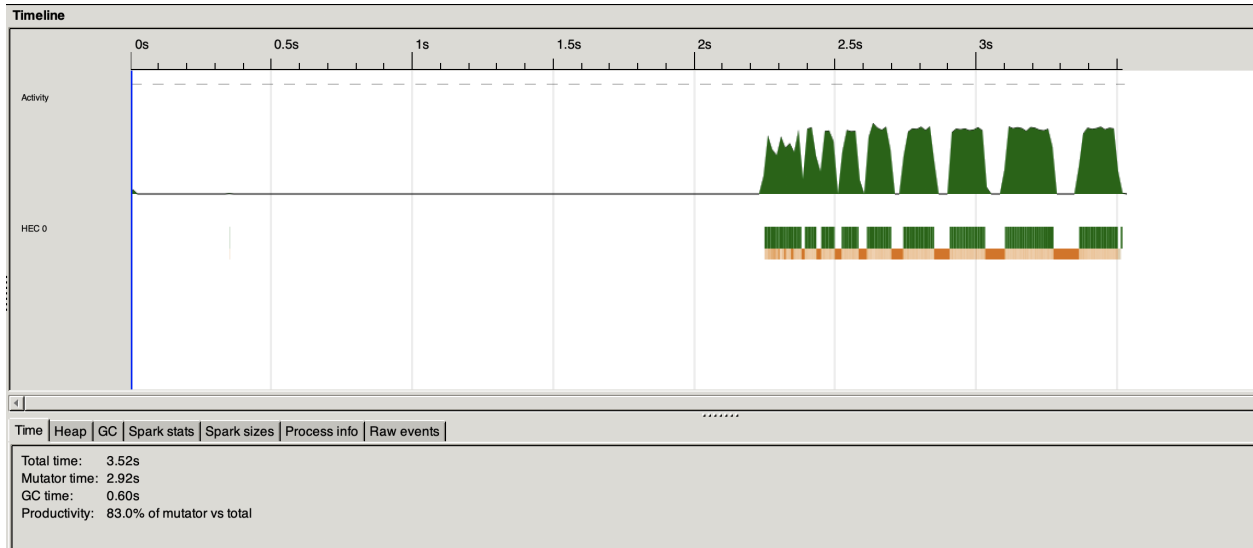 Timeline
0s 0.5s 1s 1.5s 2s 2.5s 3s
Activity
HEC 0
Time Heap GC Spark stats Spark sizes Process info Raw events
Total time: 3.52s
Mutator time: 2.92s
GC time: 0.60s
Productivity: 83.0% of mutator vs total